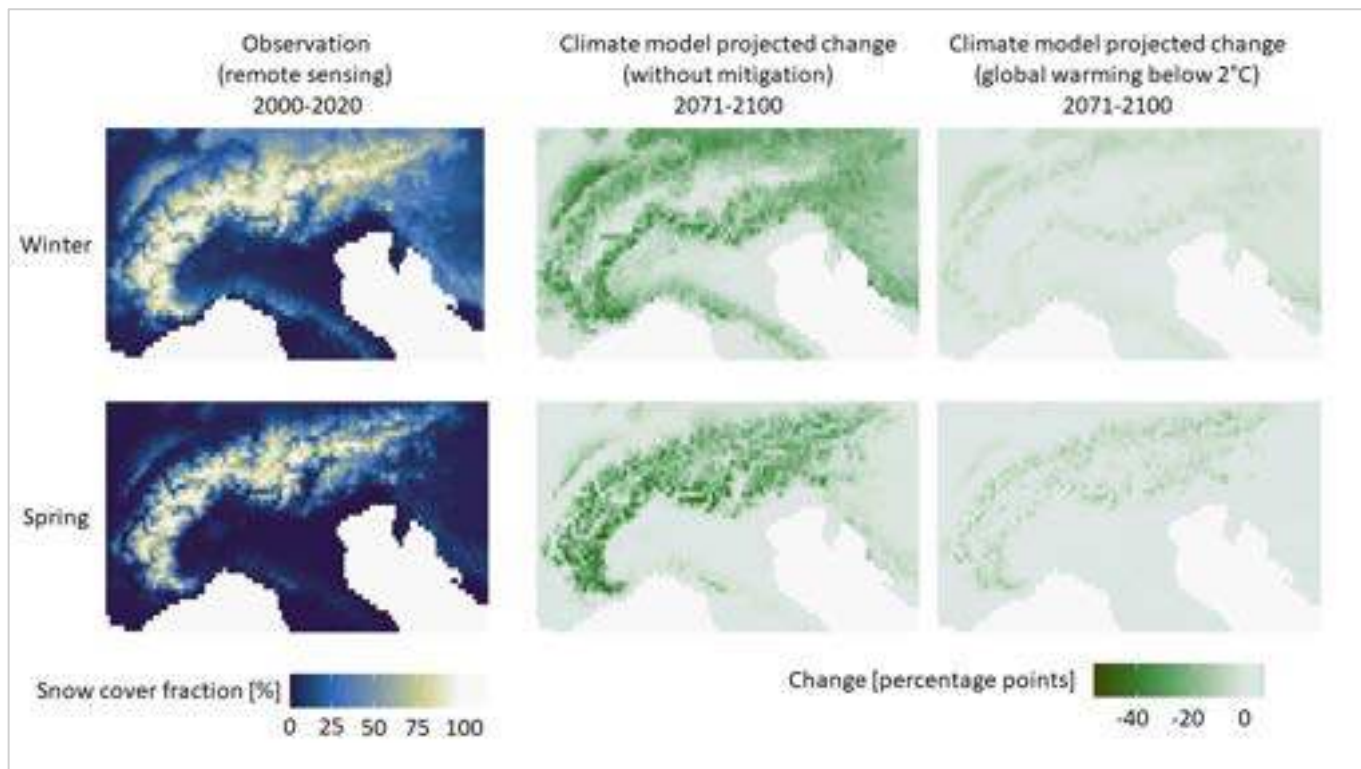 Observation
(remote sensing)
2000-2020
Climate model projected change
(without mitigation)
2071-2100
Climate model projected change
(global warming below 2°C)
2071-2100
Winter
Spring
Snow cover fraction [%]
0 25 50 75 100
Change [percentage points]
-40 -20 0